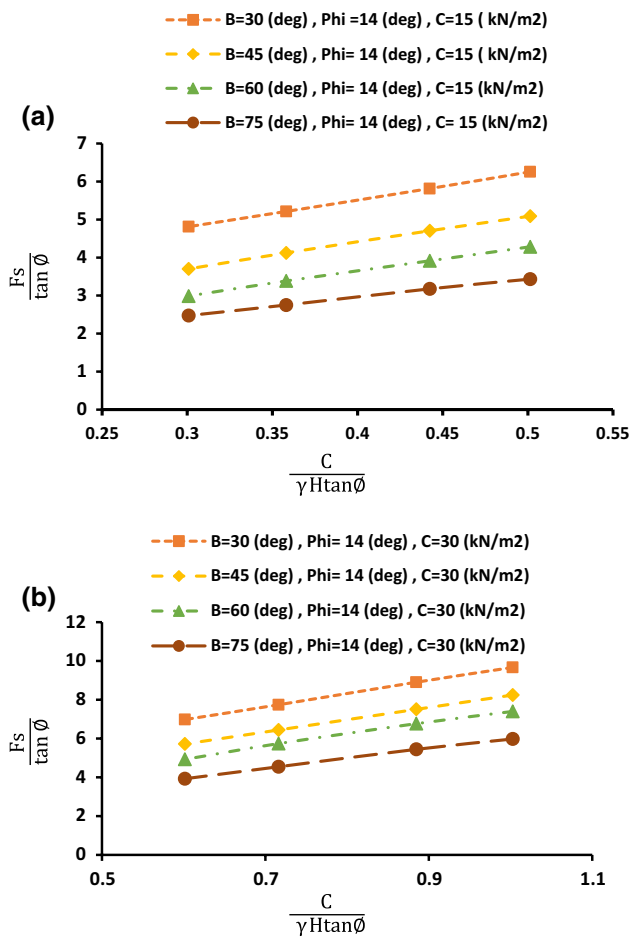 B=30 (deg) , Phi =14 (deg) , C=15 ( kN/m2)
B=45 (deg) , Phi= 14 (deg) , C=15 ( kN/m2)
B=60 (deg) , Phi= 14 (deg) , C=15 (kN/m2)
B=75 (deg) , Phi= 14 (deg) , C= 15 (kN/m2)
(a)
7
6
5
4
3
2
1
0
Fs
tan Ø
0.25 0.3 0.35 0.4 0.45 0.5 0.55
C
γ HtanØ
B=30 (deg) , Phi= 14 (deg) , C=30 (kN/m2)
B=45 (deg) , Phi= 14 (deg) , C=30 (kN/m2)
B=60 (deg) , Phi=14 (deg) , C=30 (kN/m2)
B=75 (deg) , Phi=14 (deg) , C=30 (kN/m2)
(b)
12
10
8
6
4
2
0
Fs
tan Ø
0.5 0.7 0.9 1.1
C
γ HtanØ